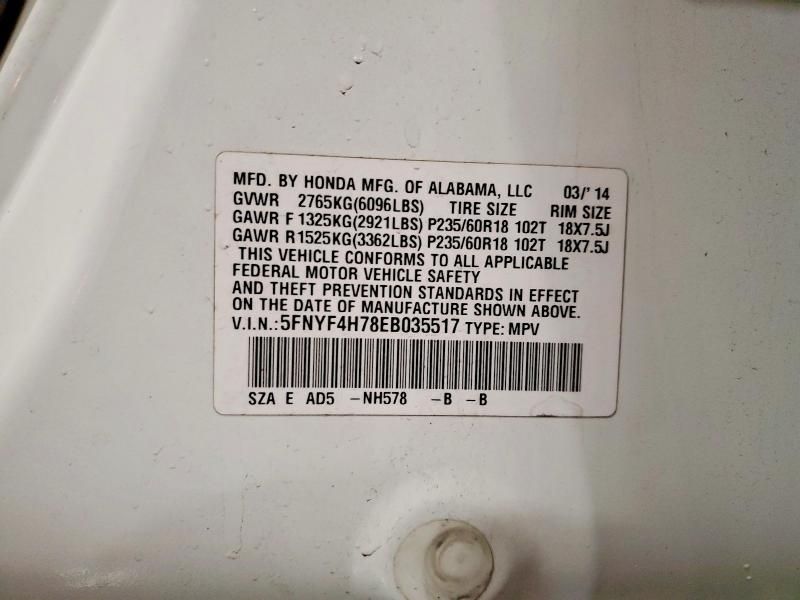 MFD. BY HONDA MFG. OF ALABAMA, LLC 03/'14
GVWR 2765KG(6096LBS) TIRE SIZE RIM SIZE
GAWR F 1325KG(2921LBS) P235/60R18 102T 18X7.5J
GAWR R1525KG(3362LBS) P235/60R18 102T 18X7.5J
THIS VEHICLE CONFORMS TO ALL APPLICABLE
FEDERAL MOTOR VEHICLE SAFETY
AND THEFT PREVENTION STANDARDS IN EFFECT
ON THE DATE OF MANUFACTURE SHOWN ABOVE.
V.I.N.:5FNYF4H78EB035517 TYPE: MPV
SZA E AD5 -NH578 -B -B